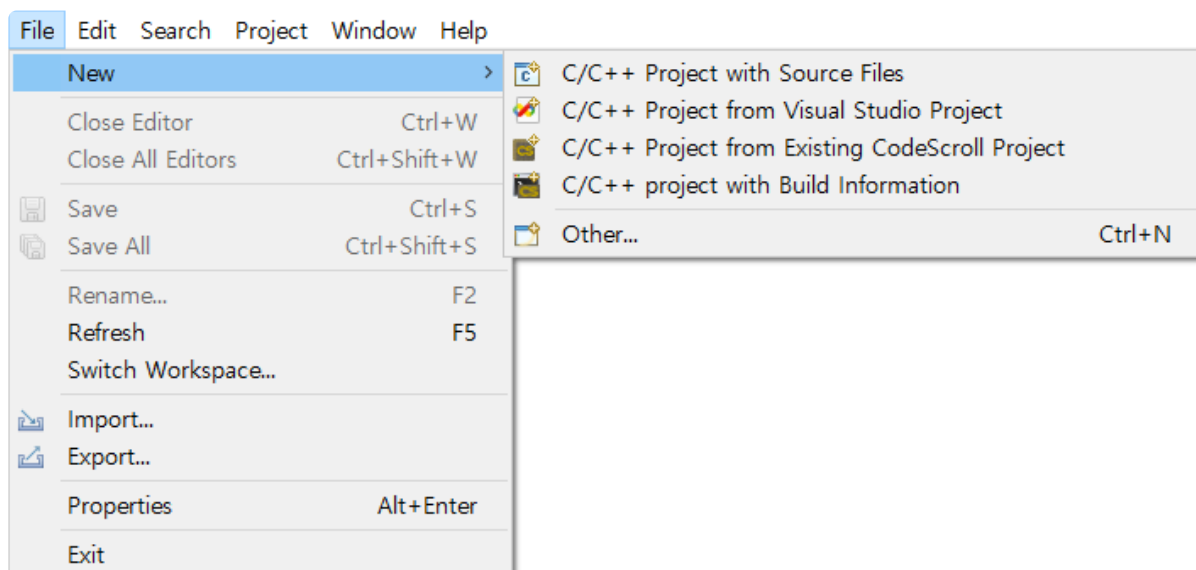 File Edit Search Project Window Help
New >
Close Editor Ctrl+W
Close All Editors Ctrl+Shift+W
Save Ctrl+S
Save All Ctrl+Shift+S
Rename... F2
Refresh F5
Switch Workspace...
Import...
Export...
Properties Alt+Enter
Exit
C/C++ Project with Source Files
C/C++ Project from Visual Studio Project
C/C++ Project from Existing CodeScroll Project
C/C++ project with Build Information
Other... Ctrl+N